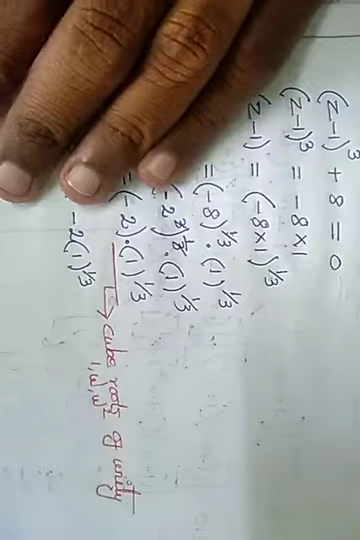 (z-1)³ + 8 = 0
(z-1)³ = -8×1
(z-1) = (-8×1)^1/3
= (-8)^1/3 . (1)^1/3
(-2³)^1/3 . (1)^1/3
= (-2) . (1)^1/3
-2(1)^1/3
→ cube roots of unity
1, ω, ω²